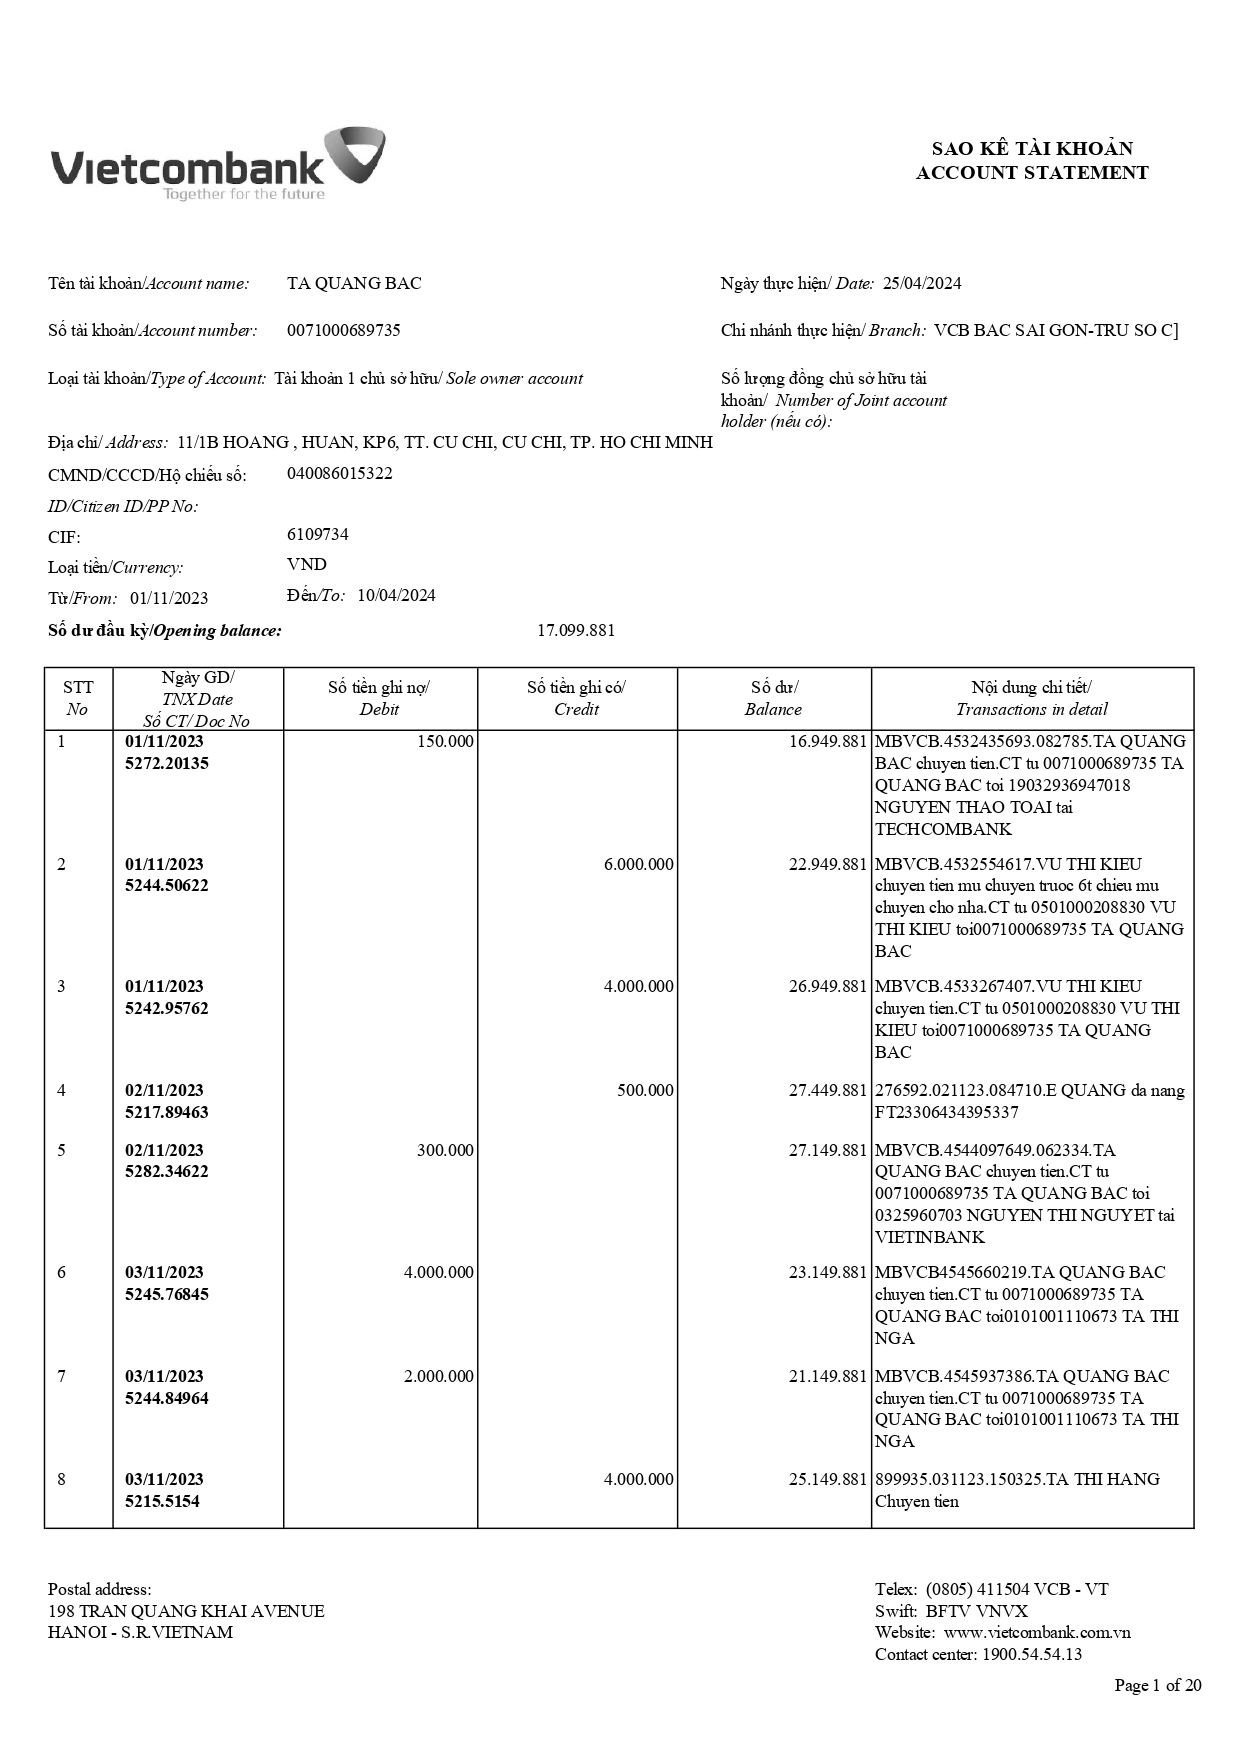 Vietcombank
Together for the future
SAO KÊ TÀI KHOẢN
ACCOUNT STATEMENT
Tên tài khoản/Account name: TA QUANG BAC
Ngày thực hiện/ Date: 25/04/2024
Số tài khoản/Account number: 0071000689735
Chi nhánh thực hiện/ Branch: VCB BAC SAI GON-TRU SO C]
Loại tài khoản/Type of Account: Tài khoản 1 chủ sở hữu/ Sole owner account
Số lượng đồng chủ sở hữu tài
khoản/ Number of Joint account
holder (nếu có):
Địa chỉ/ Address: 11/1B HOANG , HUAN, KP6, TT. CU CHI, CU CHI, TP. HO CHI MINH
CMND/CCCD/Hộ chiếu số: 040086015322
ID/Citizen ID/PP No:
CIF: 6109734
Loại tiền/Currency: VND
Từ/From: 01/11/2023 Đến/To: 10/04/2024
Số dư đầu kỳ/Opening balance: 17.099.881
STT
No
Ngày GD/
TNX Date
Số CT/ Doc No
Số tiền ghi nợ/
Debit
Số tiền ghi có/
Credit
Số dư/
Balance
Nội dung chi tiết/
Transactions in detail
1 01/11/2023 150.000 16.949.881 MBVCB.4532435693.082785.TA QUANG
5272.20135 BAC chuyen tien.CT tu 0071000689735 TA
QUANG BAC toi 19032936947018
NGUYEN THAO TOAI tai
TECHCOMBANK
2 01/11/2023 6.000.000 22.949.881 MBVCB.4532554617.VU THI KIEU
5244.50622 chuyen tien mu chuyen truoc 6t chieu mu
chuyen cho nha.CT tu 0501000208830 VU
THI KIEU toi0071000689735 TA QUANG
BAC
3 01/11/2023 4.000.000 26.949.881 MBVCB.4533267407.VU THI KIEU
5242.95762 chuyen tien.CT tu 0501000208830 VU THI
KIEU toi0071000689735 TA QUANG
BAC
4 02/11/2023 500.000 27.449.881 276592.021123.084710.E QUANG da nang
5217.89463 FT23306434395337
5 02/11/2023 300.000 27.149.881 MBVCB.4544097649.062334.TA
5282.34622 QUANG BAC chuyen tien.CT tu
0071000689735 TA QUANG BAC toi
0325960703 NGUYEN THI NGUYET tai
VIETINBANK
6 03/11/2023 4.000.000 23.149.881 MBVCB4545660219.TA QUANG BAC
5245.76845 chuyen tien.CT tu 0071000689735 TA
QUANG BAC toi0101001110673 TA THI
NGA
7 03/11/2023 2.000.000 21.149.881 MBVCB.4545937386.TA QUANG BAC
5244.84964 chuyen tien.CT tu 0071000689735 TA
QUANG BAC toi0101001110673 TA THI
NGA
8 03/11/2023 4.000.000 25.149.881 899935.031123.150325.TA THI HANG
5215.5154 Chuyen tien
Postal address:
198 TRAN QUANG KHAI AVENUE
HANOI - S.R.VIETNAM
Telex: (0805) 411504 VCB - VT
Swift: BFTV VNVX
Website: www.vietcombank.com.vn
Contact center: 1900.54.54.13
Page 1 of 20